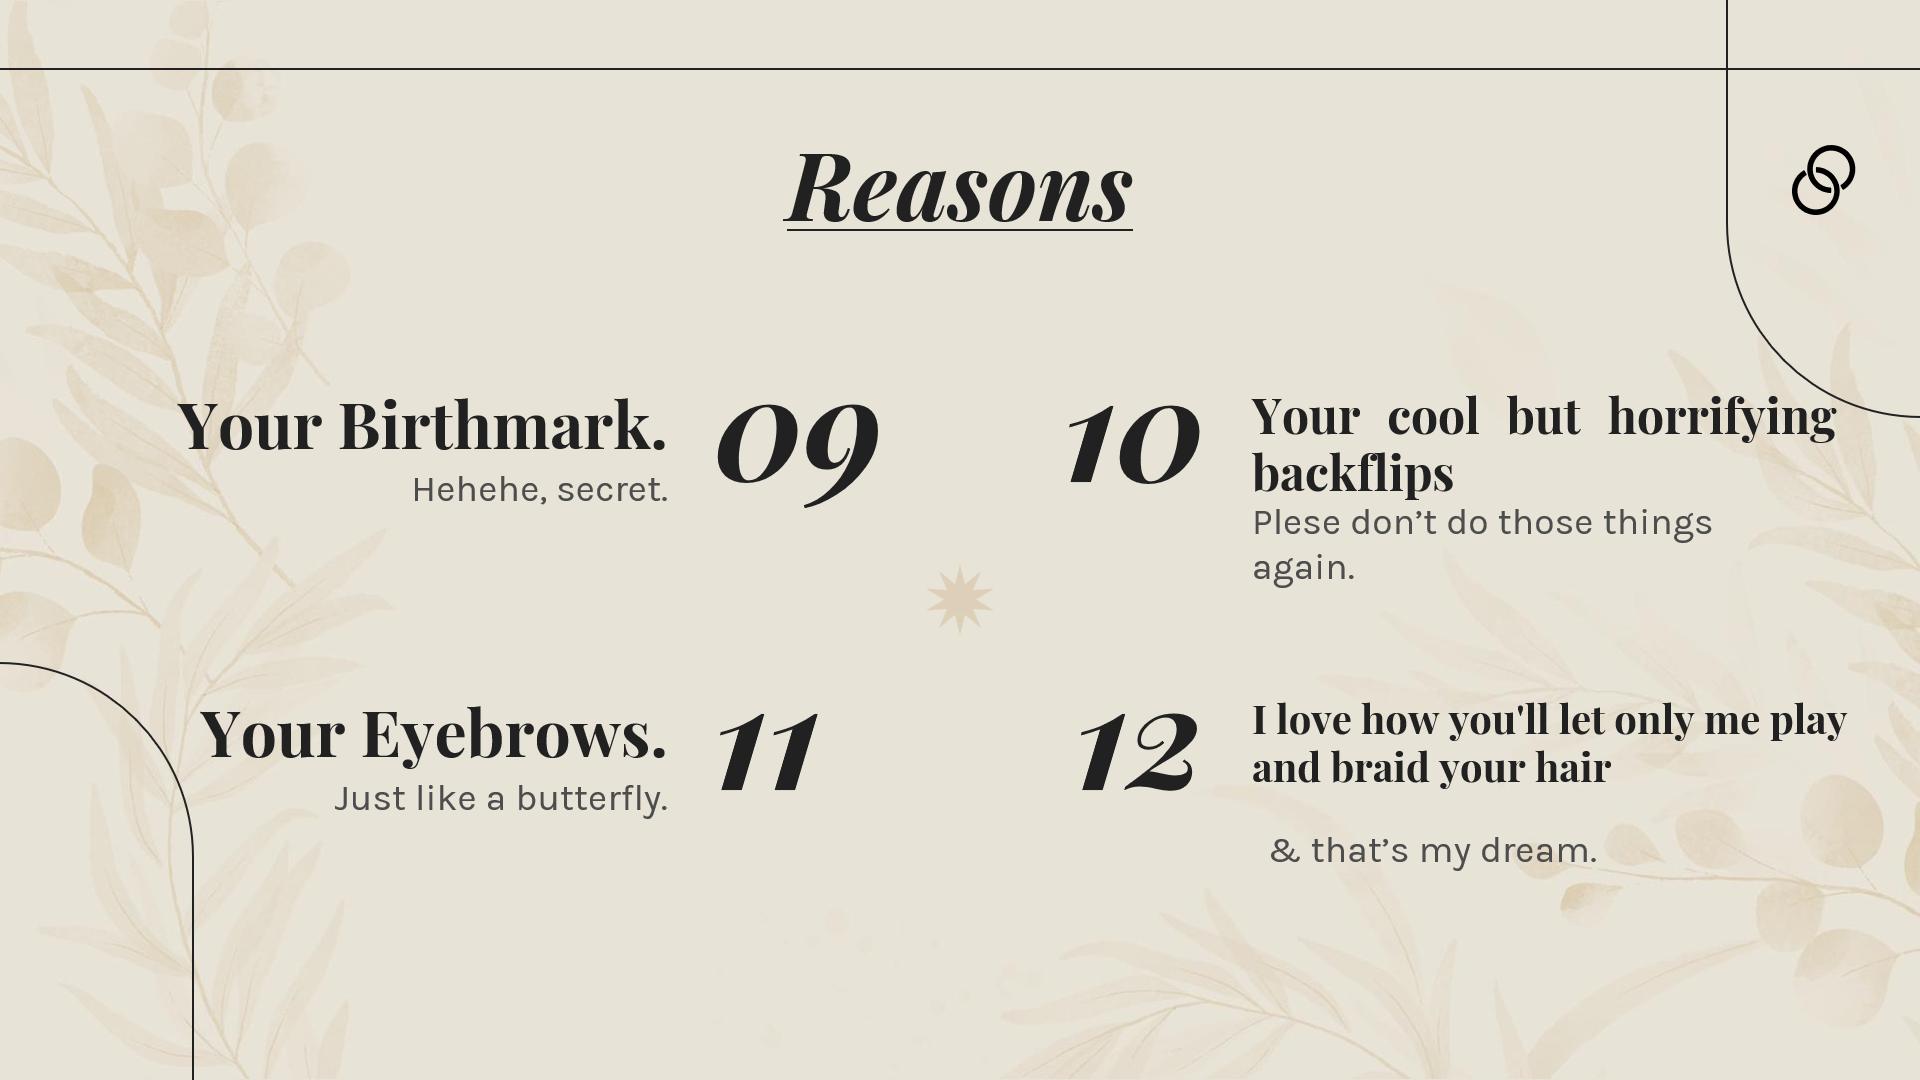 Reasons
Your Birthmark.
Hehehe, secret.
09
10
Your cool but horrifying
backflips
Plese don’t do those things
again.
Your Eyebrows.
Just like a butterfly.
11
12
I love how you'll let only me play
and braid your hair
& that’s my dream.